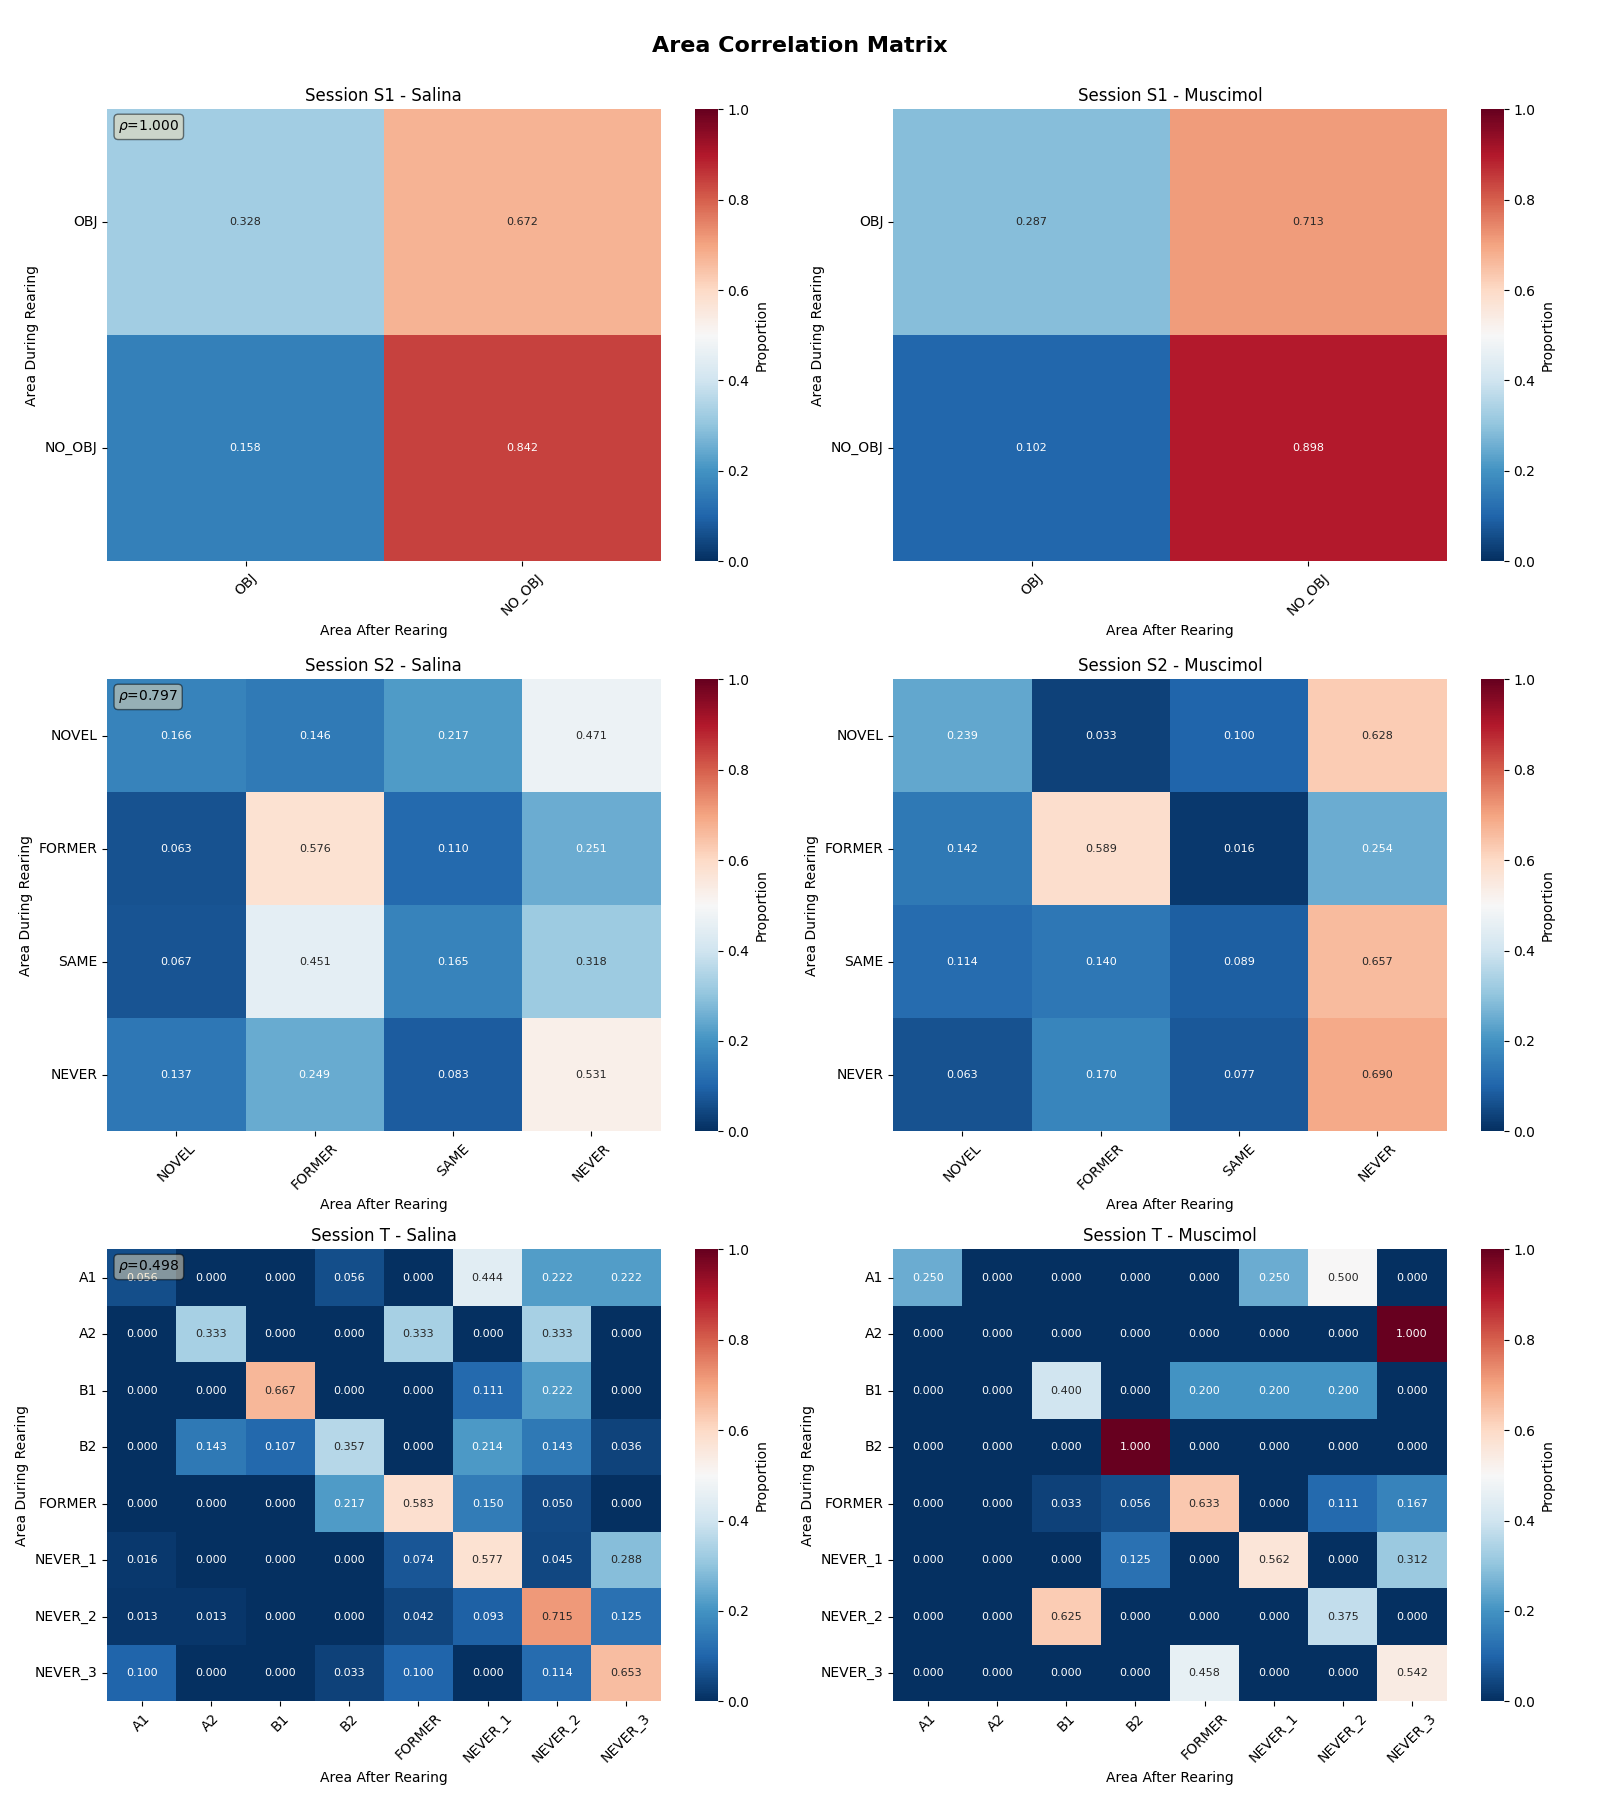 Area Correlation Matrix
Session S1 - Salina
ρ=1.000
OBJ
0.328 0.672
NO_OBJ
0.158 0.842
OBJ NO_OBJ
Area During Rearing
Area After Rearing
1.0
0.8
0.6
0.4
0.2
0.0
Proportion
Session S1 - Muscimol
OBJ
0.287 0.713
NO_OBJ
0.102 0.898
OBJ NO_OBJ
Area During Rearing
Area After Rearing
1.0
0.8
0.6
0.4
0.2
0.0
Proportion
Session S2 - Salina
ρ=0.797
NOVEL 0.166 0.146 0.217 0.471
FORMER 0.063 0.576 0.110 0.251
SAME 0.067 0.451 0.165 0.318
NEVER 0.137 0.249 0.083 0.531
NOVEL FORMER SAME NEVER
Area During Rearing
Area After Rearing
1.0
0.8
0.6
0.4
0.2
0.0
Proportion
Session S2 - Muscimol
NOVEL 0.239 0.033 0.100 0.628
FORMER 0.142 0.589 0.016 0.254
SAME 0.114 0.140 0.089 0.657
NEVER 0.063 0.170 0.077 0.690
NOVEL FORMER SAME NEVER
Area During Rearing
Area After Rearing
1.0
0.8
0.6
0.4
0.2
0.0
Proportion
Session T - Salina
ρ=0.498
A1 0.056 0.000 0.000 0.056 0.000 0.444 0.222 0.222
A2 0.000 0.333 0.000 0.000 0.333 0.000 0.333 0.000
B1 0.000 0.000 0.667 0.000 0.000 0.111 0.222 0.000
B2 0.000 0.143 0.107 0.357 0.000 0.214 0.143 0.036
FORMER 0.000 0.000 0.000 0.217 0.583 0.150 0.050 0.000
NEVER_1 0.016 0.000 0.000 0.000 0.074 0.577 0.045 0.288
NEVER_2 0.013 0.013 0.000 0.000 0.042 0.093 0.715 0.125
NEVER_3 0.100 0.000 0.000 0.033 0.100 0.000 0.114 0.653
A1 A2 B1 B2 FORMER NEVER_1 NEVER_2 NEVER_3
Area During Rearing
Area After Rearing
1.0
0.8
0.6
0.4
0.2
0.0
Proportion
Session T - Muscimol
A1 0.250 0.000 0.000 0.000 0.000 0.250 0.500 0.000
A2 0.000 0.000 0.000 0.000 0.000 0.000 0.000 1.000
B1 0.000 0.000 0.400 0.000 0.200 0.200 0.200 0.000
B2 0.000 0.000 0.000 1.000 0.000 0.000 0.000 0.000
FORMER 0.000 0.000 0.033 0.056 0.633 0.000 0.111 0.167
NEVER_1 0.000 0.000 0.000 0.125 0.000 0.562 0.000 0.312
NEVER_2 0.000 0.000 0.625 0.000 0.000 0.000 0.375 0.000
NEVER_3 0.000 0.000 0.000 0.000 0.458 0.000 0.000 0.542
A1 A2 B1 B2 FORMER NEVER_1 NEVER_2 NEVER_3
Area During Rearing
Area After Rearing
1.0
0.8
0.6
0.4
0.2
0.0
Proportion